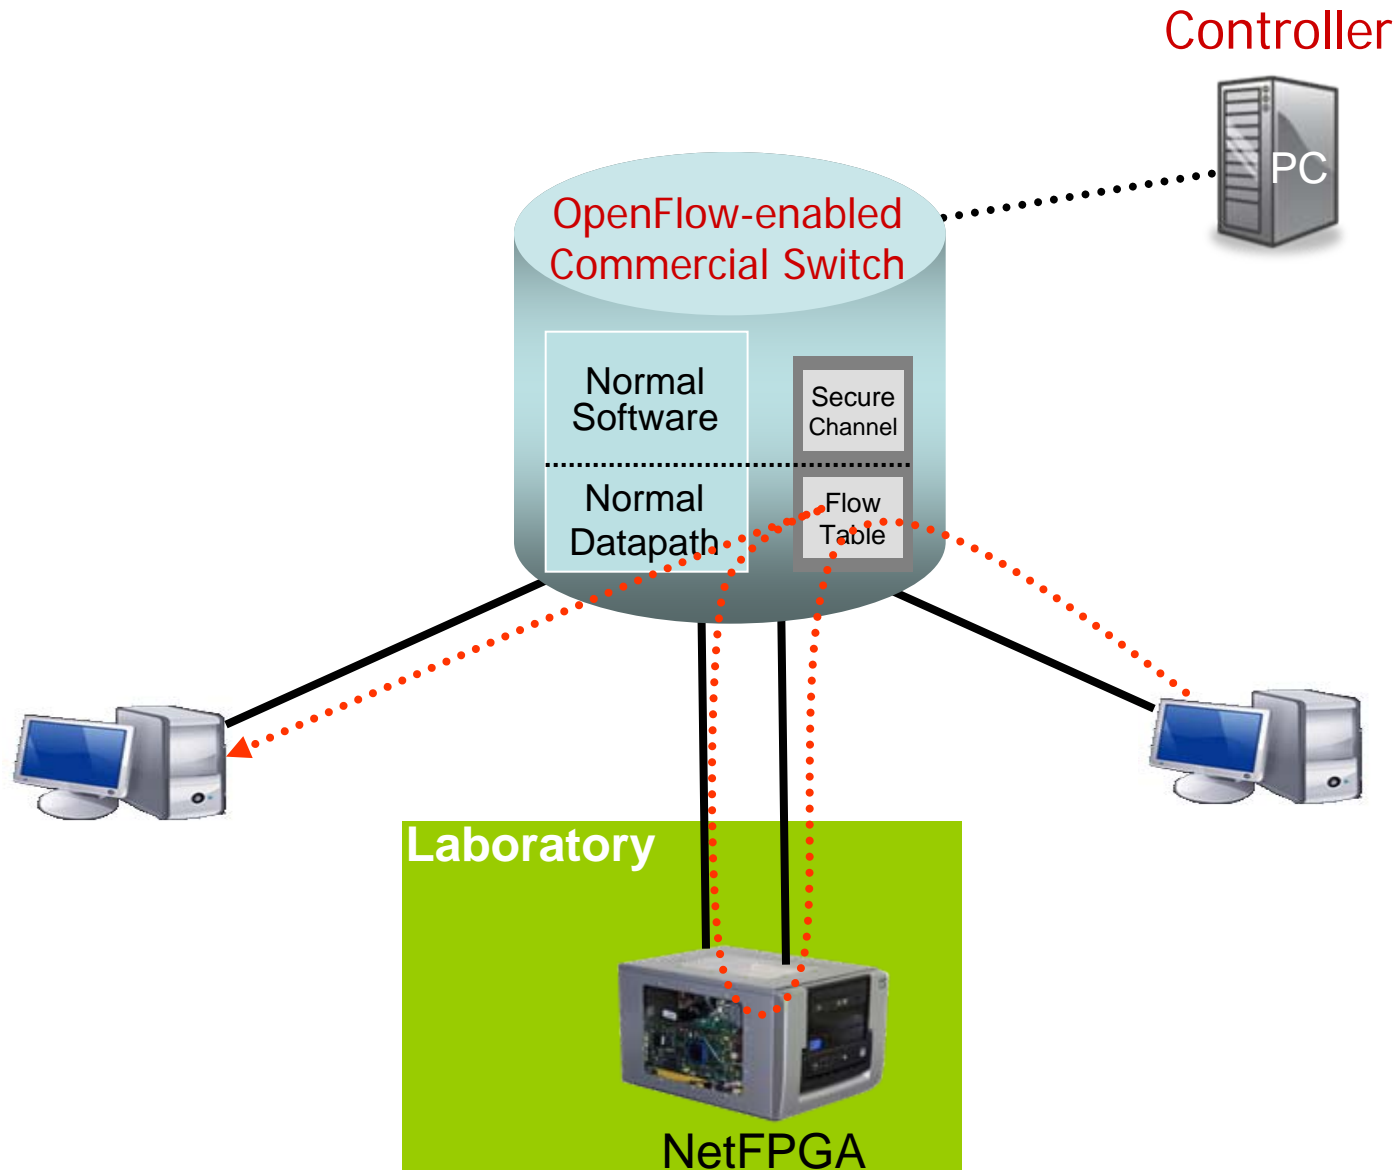 Controller
PC
OpenFlow-enabled
Commercial Switch
Normal
Software
Secure
Channel
Normal
Datapath
Flow
Table
Laboratory
NetFPGA